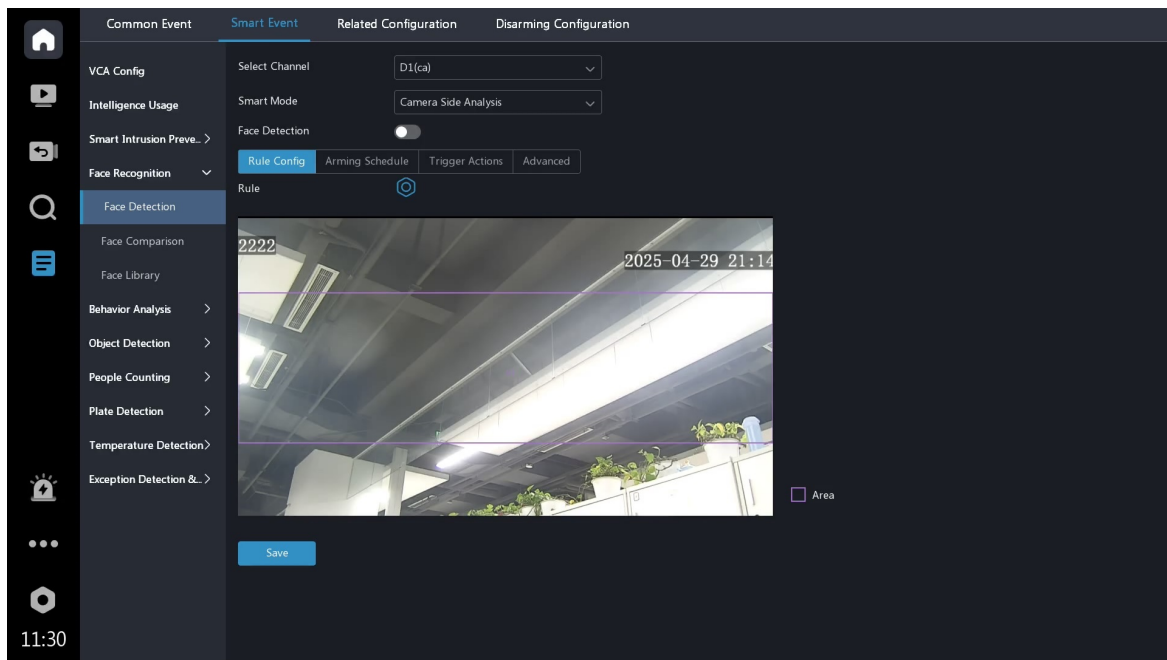 Common Event
Smart Event
Related Configuration
Disarming Configuration
VCA Config
Intelligence Usage
Smart Intrusion Preve...
Face Recognition
Face Detection
Face Comparison
Face Library
Behavior Analysis
Object Detection
People Counting
Plate Detection
Temperature Detection
Exception Detection &...
11:30
Select Channel
D1(ca)
Smart Mode
Camera Side Analysis
Face Detection
Rule Config
Arming Schedule
Trigger Actions
Advanced
Rule
2222
2025-04-29 21:14
Area
Save